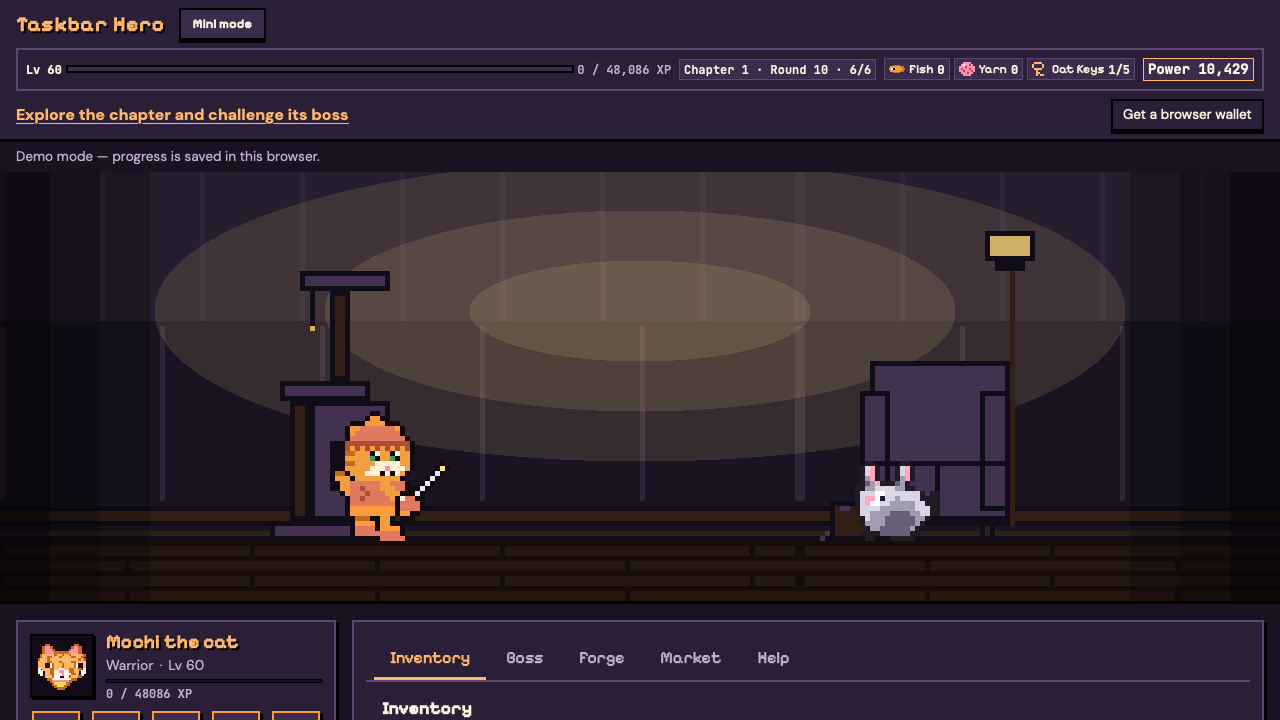 Taskbar Hero
Mini mode
Lv 60
0 / 48,086 XP
Chapter 1 · Round 10 · 6/6
Fish 0
Yarn 0
Oat Keys 1/5
Power 10,429
Explore the chapter and challenge its boss
Get a browser wallet
Demo mode — progress is saved in this browser.
Mochi the cat
Warrior · Lv 60
0 / 48086 XP
Inventory
Boss
Forge
Market
Help
Inventory